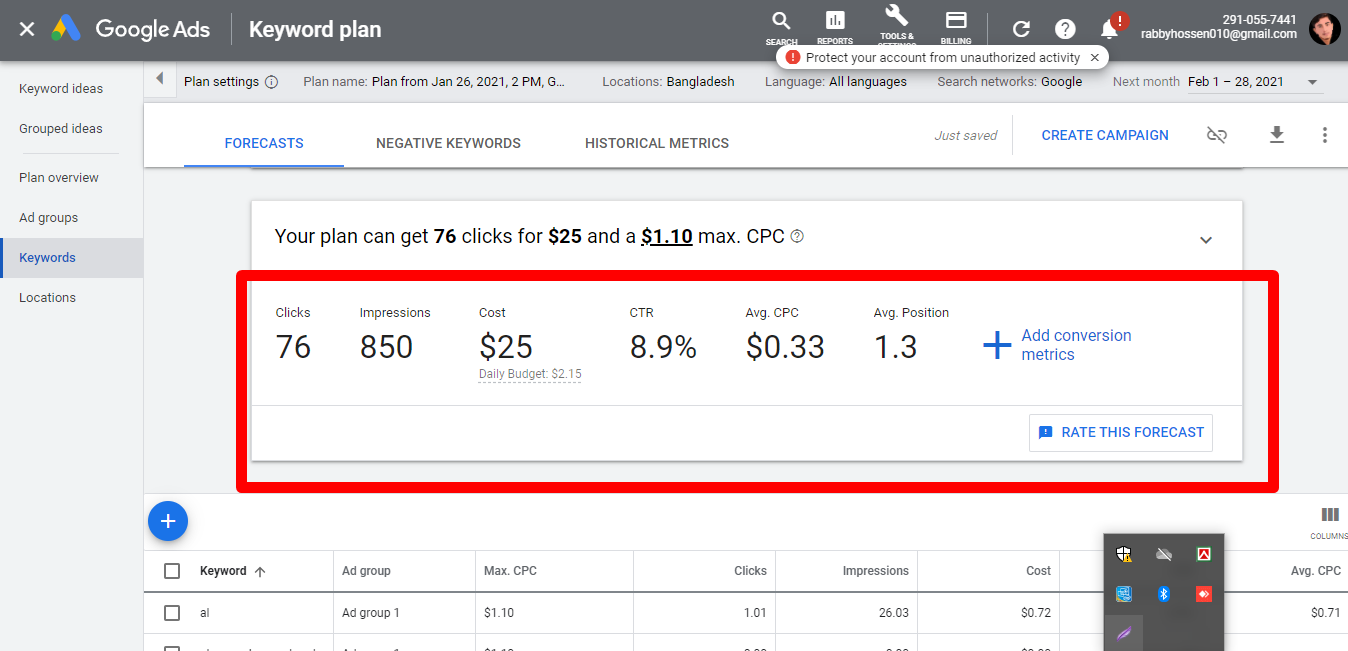 Google Ads
Keyword plan
SEARCH
REPORTS
TOOLS &
SETTINGS
BILLING
!
291-055-7441
rabbyhossen010@gmail.com
Protect your account from unauthorized activity
Keyword ideas
Grouped ideas
Plan overview
Ad groups
Keywords
Locations
Plan settings
Plan name: Plan from Jan 26, 2021, 2 PM, G...
Locations: Bangladesh
Language: All languages
Search networks: Google
Next month Feb 1 – 28, 2021
FORECASTS
NEGATIVE KEYWORDS
HISTORICAL METRICS
Just saved
CREATE CAMPAIGN
Your plan can get 76 clicks for $25 and a $1.10 max. CPC
Clicks
76
Impressions
850
Cost
$25
Daily Budget: $2.15
CTR
8.9%
Avg. CPC
$0.33
Avg. Position
1.3
Add conversion
metrics
RATE THIS FORECAST
COLUMNS
Keyword Ad group Max. CPC Clicks Impressions Cost Avg. CPC
al Ad group 1 $1.10 1.01 26.03 $0.72 $0.71